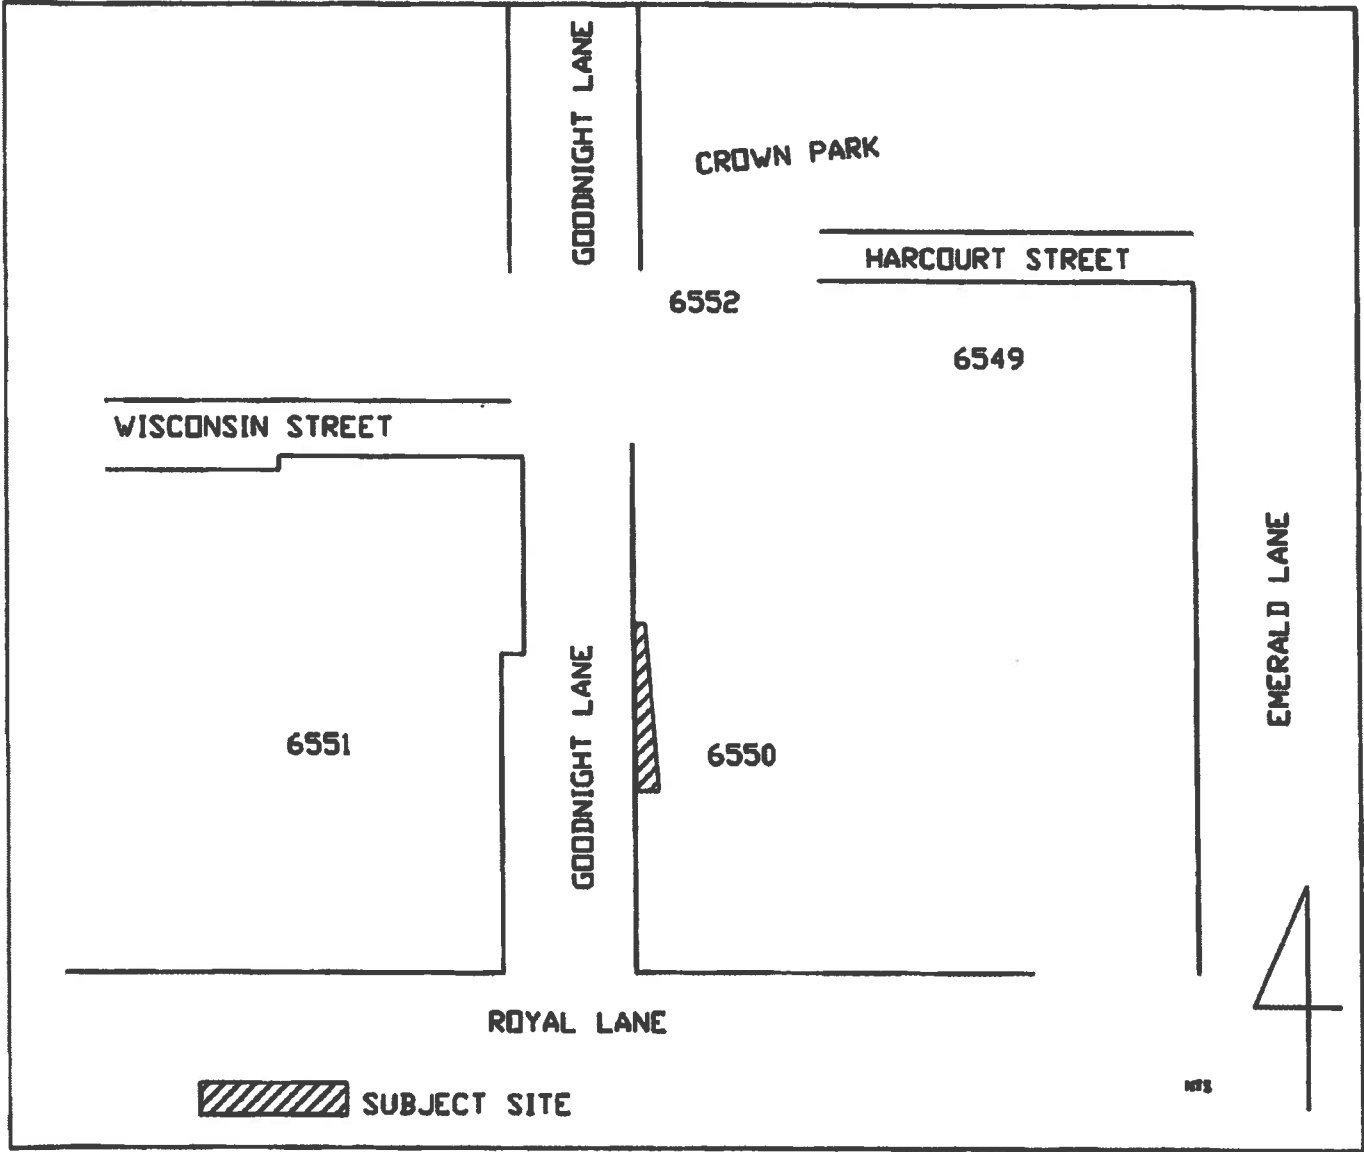 GOODNIGHT LANE
CROWN PARK
HARCOURT STREET
6552
6549
WISCONSIN STREET
EMERALD LANE
GOODNIGHT LANE
6551
6550
ROYAL LANE
NTS
SUBJECT SITE